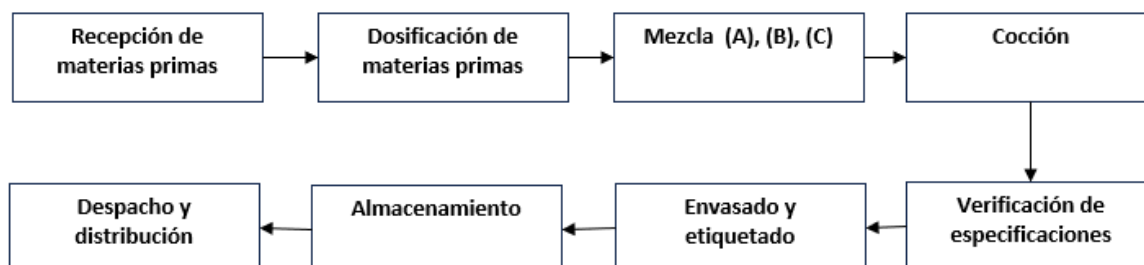 Recepción de
materias primas
Dosificación de
materias primas
Mezcla (A), (B), (C)
Cocción
Verificación de
especificaciones
Envasado y
etiquetado
Almacenamiento
Despacho y
distribución